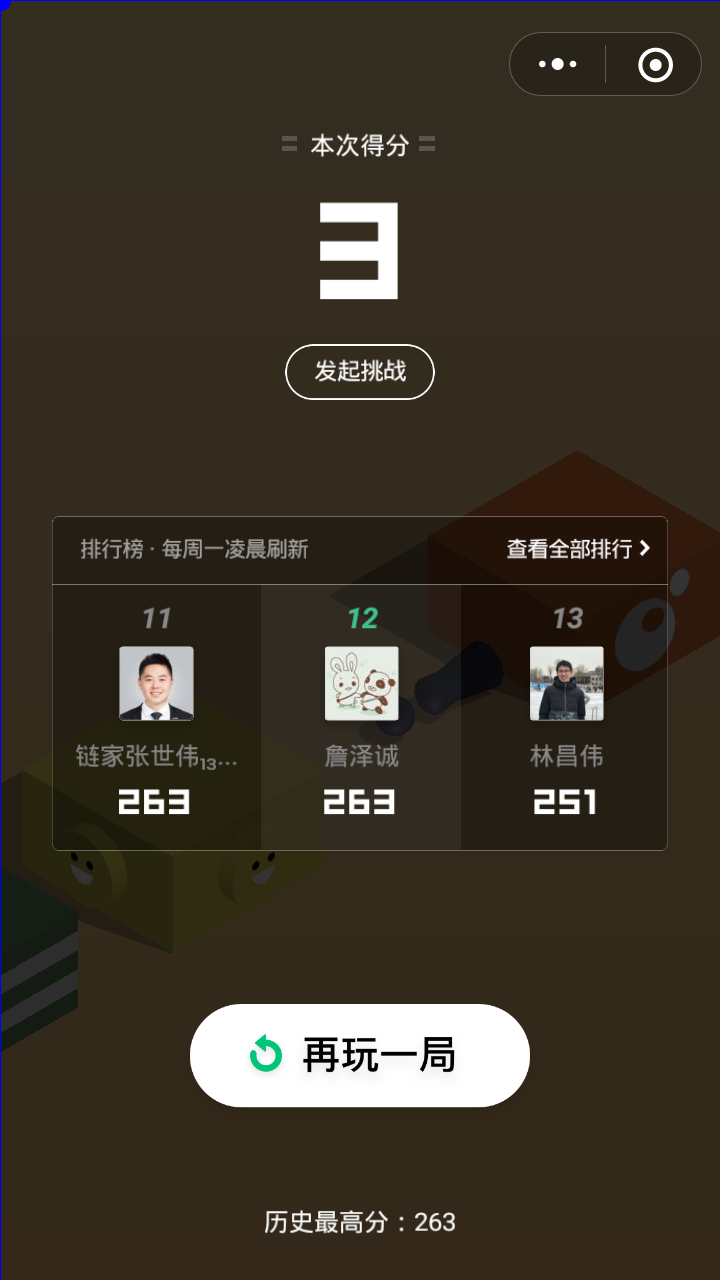 本次得分
3
发起挑战
排行榜 · 每周一凌晨刷新 查看全部排行
11 12 13
链家张世伟13... 詹泽诚 林昌伟
263 263 251
再玩一局
历史最高分：263